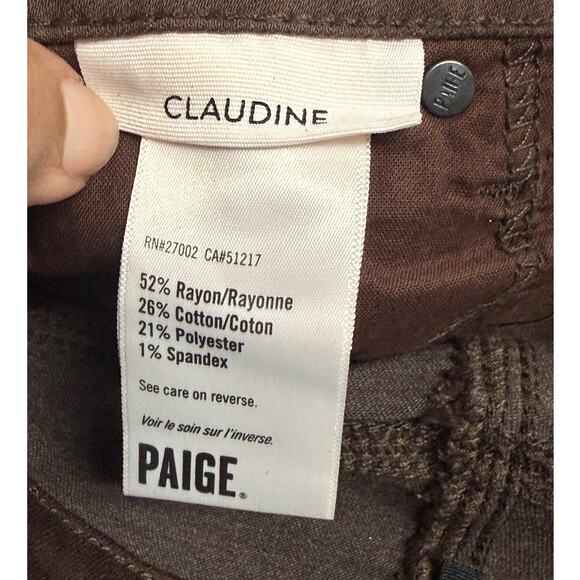 CLAUDINE
PAIGE
RN#27002 CA#51217
52% Rayon/Rayonne
26% Cotton/Coton
21% Polyester
1% Spandex
See care on reverse.
Voir le soin sur l'inverse.
PAIGE®